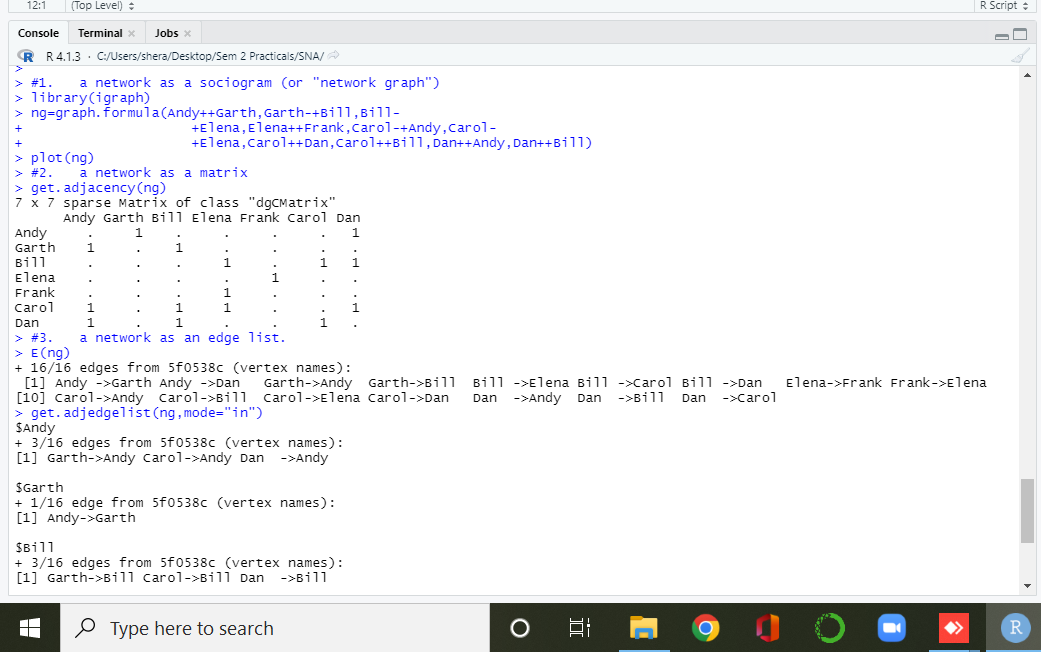 12:1 (Top Level) R Script
Console Terminal Jobs
R 4.1.3 · C:/Users/shera/Desktop/Sem 2 Practicals/SNA/
>
> #1.   a network as a sociogram (or "network graph")
> library(igraph)
> ng=graph.formula(Andy++Garth,Garth-+Bill,Bill-
+                     +Elena,Elena++Frank,Carol-+Andy,Carol-
+                     +Elena,Carol++Dan,Carol++Bill,Dan++Andy,Dan++Bill)
> plot(ng)
> #2.   a network as a matrix
> get.adjacency(ng)
7 x 7 sparse Matrix of class "dgCMatrix"
      Andy Garth Bill Elena Frank Carol Dan
Andy     .     1    .     .     .     .   1
Garth    1     .    1     .     .     .   .
Bill     .     .    .     1     .     1   1
Elena    .     .    .     .     1     .   .
Frank    .     .    .     1     .     .   .
Carol    1     .    1     1     .     .   1
Dan      1     .    1     .     .     1   .
> #3.   a network as an edge list.
> E(ng)
+ 16/16 edges from 5f0538c (vertex names):
 [1] Andy ->Garth Andy ->Dan   Garth->Andy  Garth->Bill  Bill ->Elena Bill ->Carol Bill ->Dan   Elena->Frank Frank->Elena
[10] Carol->Andy  Carol->Bill  Carol->Elena Carol->Dan   Dan  ->Andy  Dan  ->Bill  Dan  ->Carol
> get.adjedgelist(ng,mode="in")
$Andy
+ 3/16 edges from 5f0538c (vertex names):
[1] Garth->Andy Carol->Andy Dan  ->Andy
$Garth
+ 1/16 edge from 5f0538c (vertex names):
[1] Andy->Garth
$Bill
+ 3/16 edges from 5f0538c (vertex names):
[1] Garth->Bill Carol->Bill Dan  ->Bill
Type here to search
R